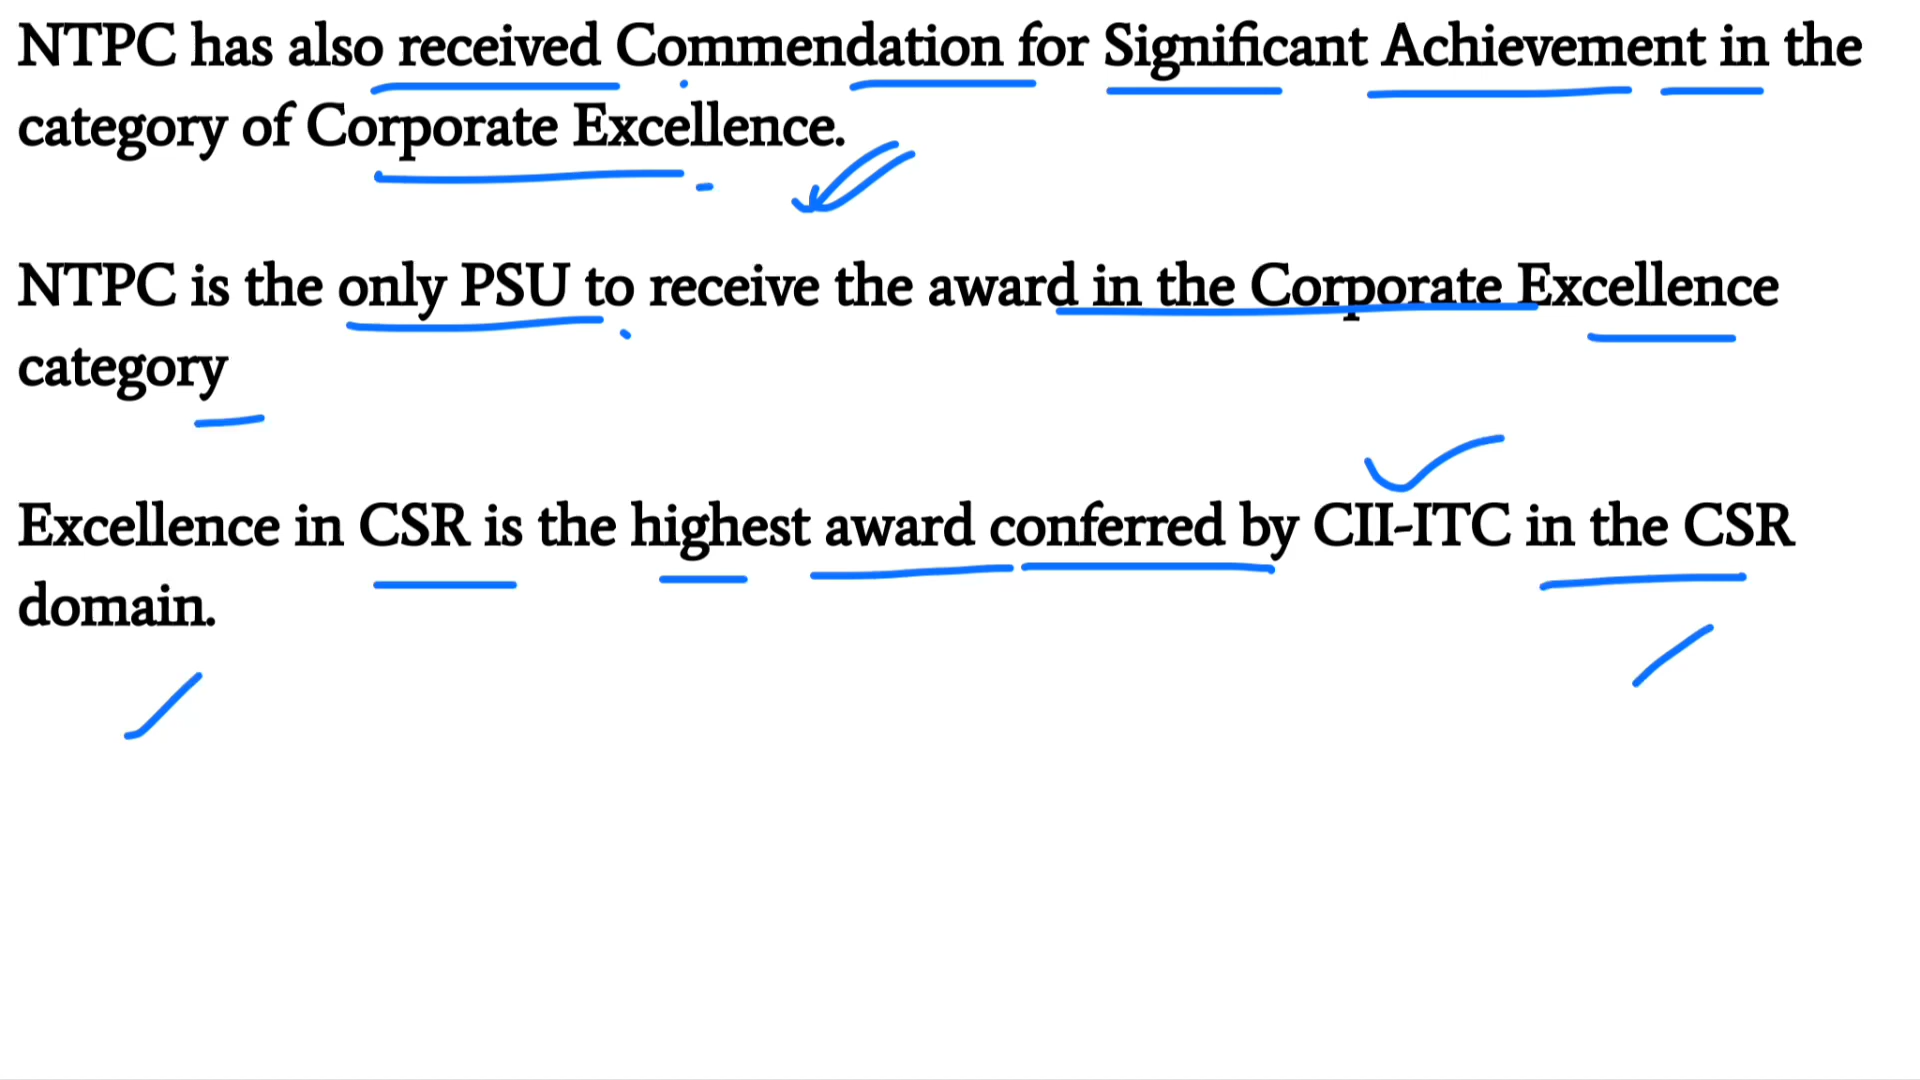 NTPC has also received Commendation for Significant Achievement in the
category of Corporate Excellence.
NTPC is the only PSU to receive the award in the Corporate Excellence
category
Excellence in CSR is the highest award conferred by CII-ITC in the CSR
domain.